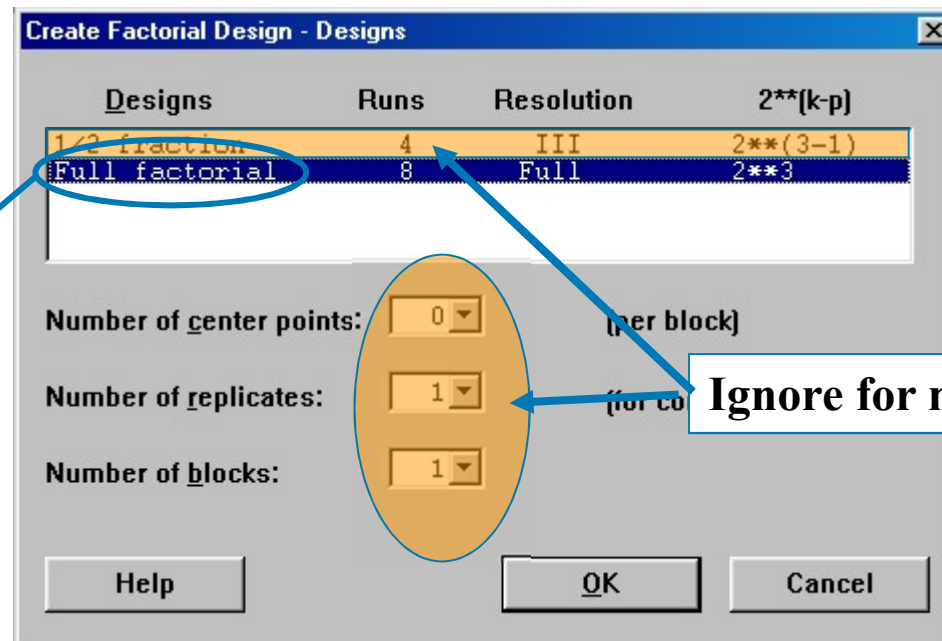 Create Factorial Design - Designs
Designs Runs Resolution 2**(k-p)
1/2 fraction 4 III 2**(3-1)
Full factorial 8 Full 2**3
Number of center points: 0 (per block)
Number of replicates: 1 (for
Ignore for
Number of blocks: 1
Help OK Cancel